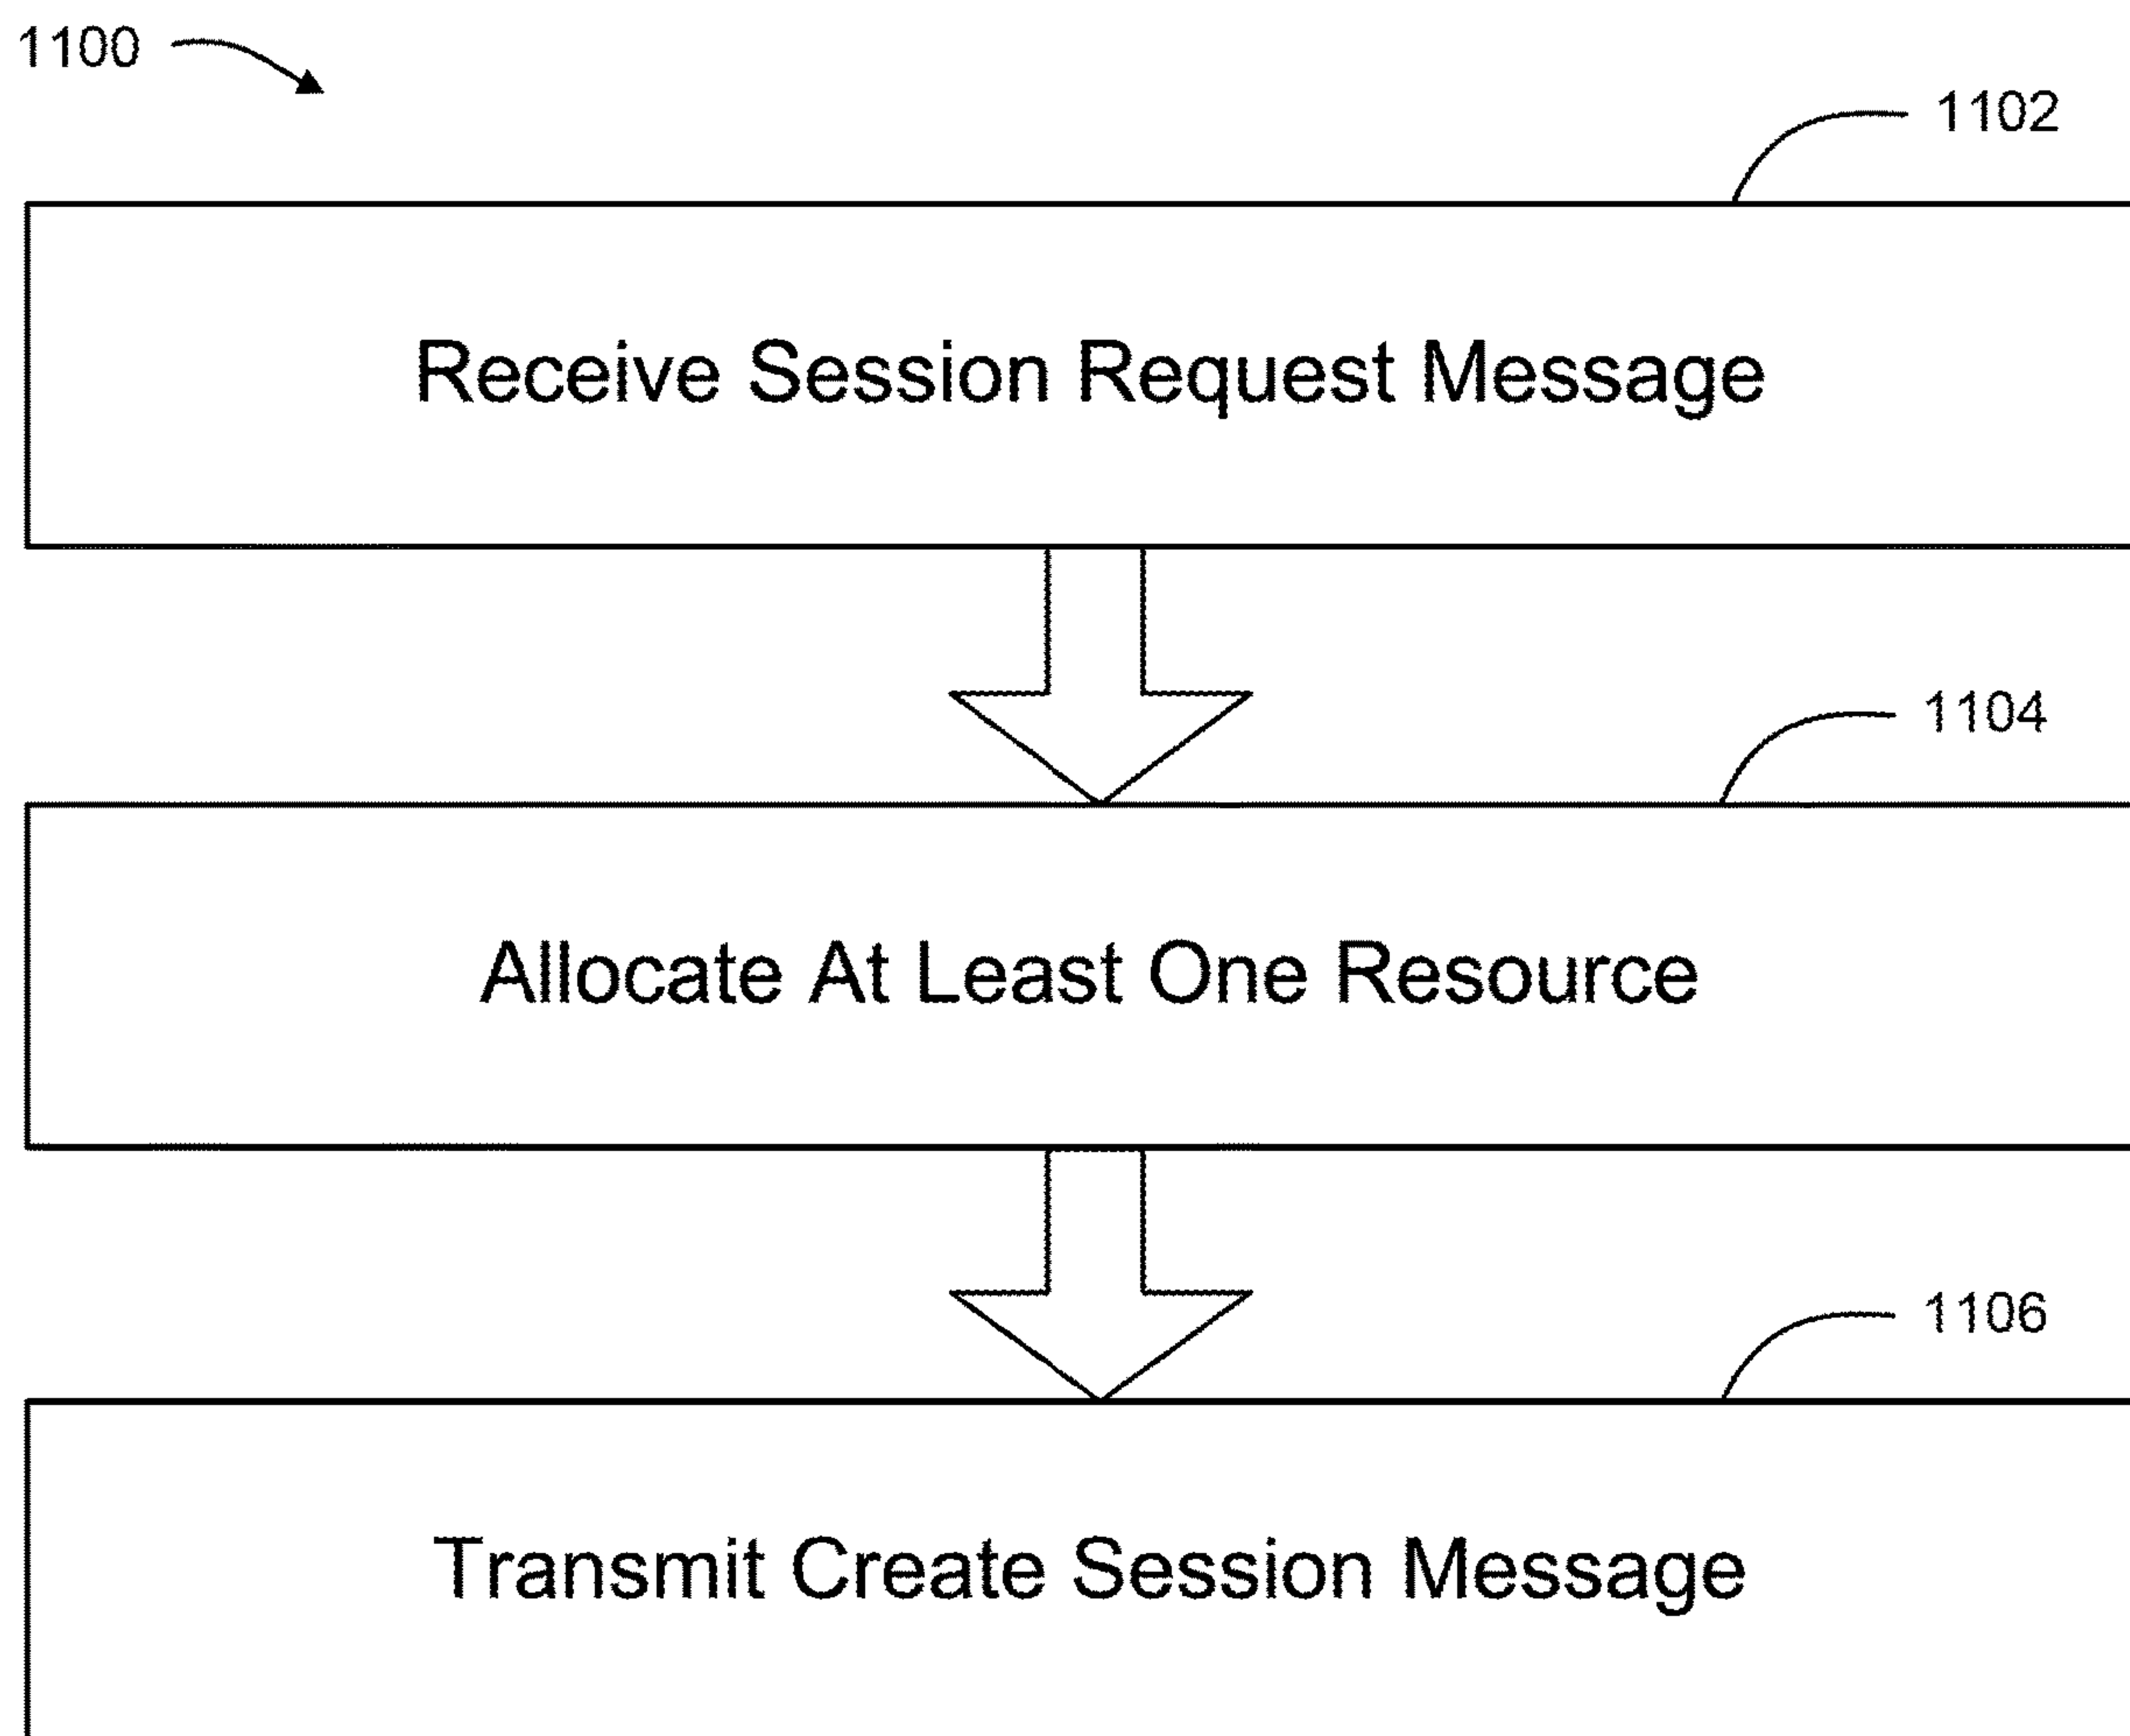 1100
1102
Receive Session Request Message
1104
Allocate At Least One Resource
1106
Transmit Create Session Message